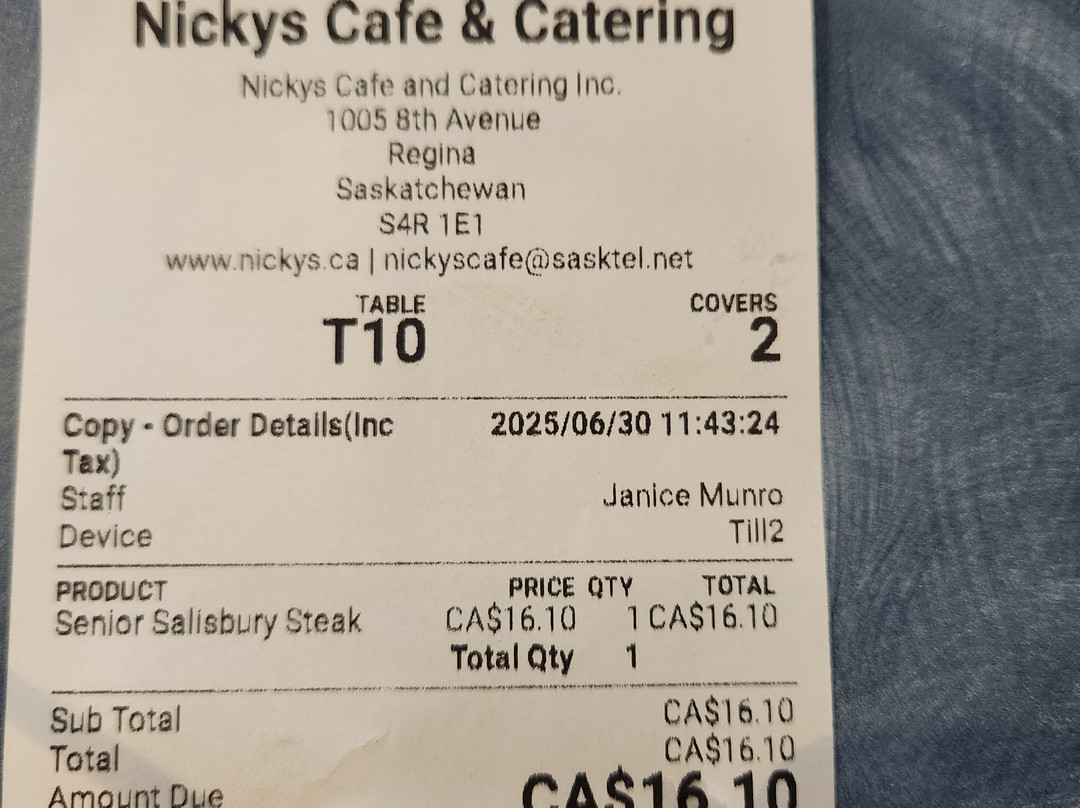 Nickys Cafe & Catering
Nickys Cafe and Catering Inc.
1005 8th Avenue
Regina
Saskatchewan
S4R 1E1
www.nickys.ca | nickyscafe@sasktel.net
TABLE COVERS
T10 2
Copy - Order Details(Inc 2025/06/30 11:43:24
Tax)
Staff Janice Munro
Device Till2
PRODUCT PRICE QTY TOTAL
Senior Salisbury Steak CA$16.10 1 CA$16.10
Total Qty 1
Sub Total CA$16.10
Total CA$16.10
Amount Due CA$16.10